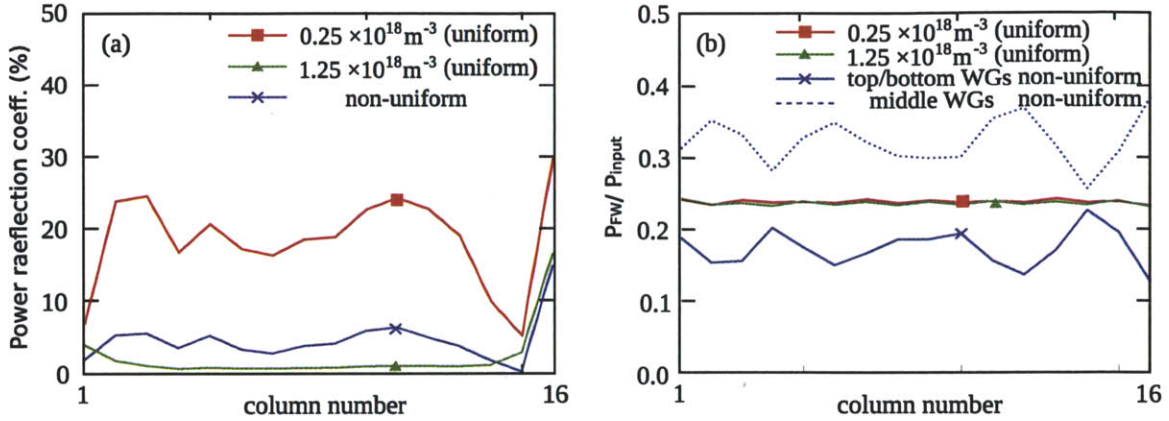 (a)
0.25 ×10¹⁸m⁻³ (uniform)
1.25 ×10¹⁸m⁻³ (uniform)
non-uniform
Power raeflection coeff. (%)
50
40
30
20
10
0
1
16
column number
(b)
0.25 ×10¹⁸m⁻³ (uniform)
1.25 ×10¹⁸m⁻³ (uniform)
top/bottom WGs non-uniform
middle WGs non-uniform
PFW/ Pinput
0.5
0.4
0.3
0.2
0.1
0.0
1
16
column number